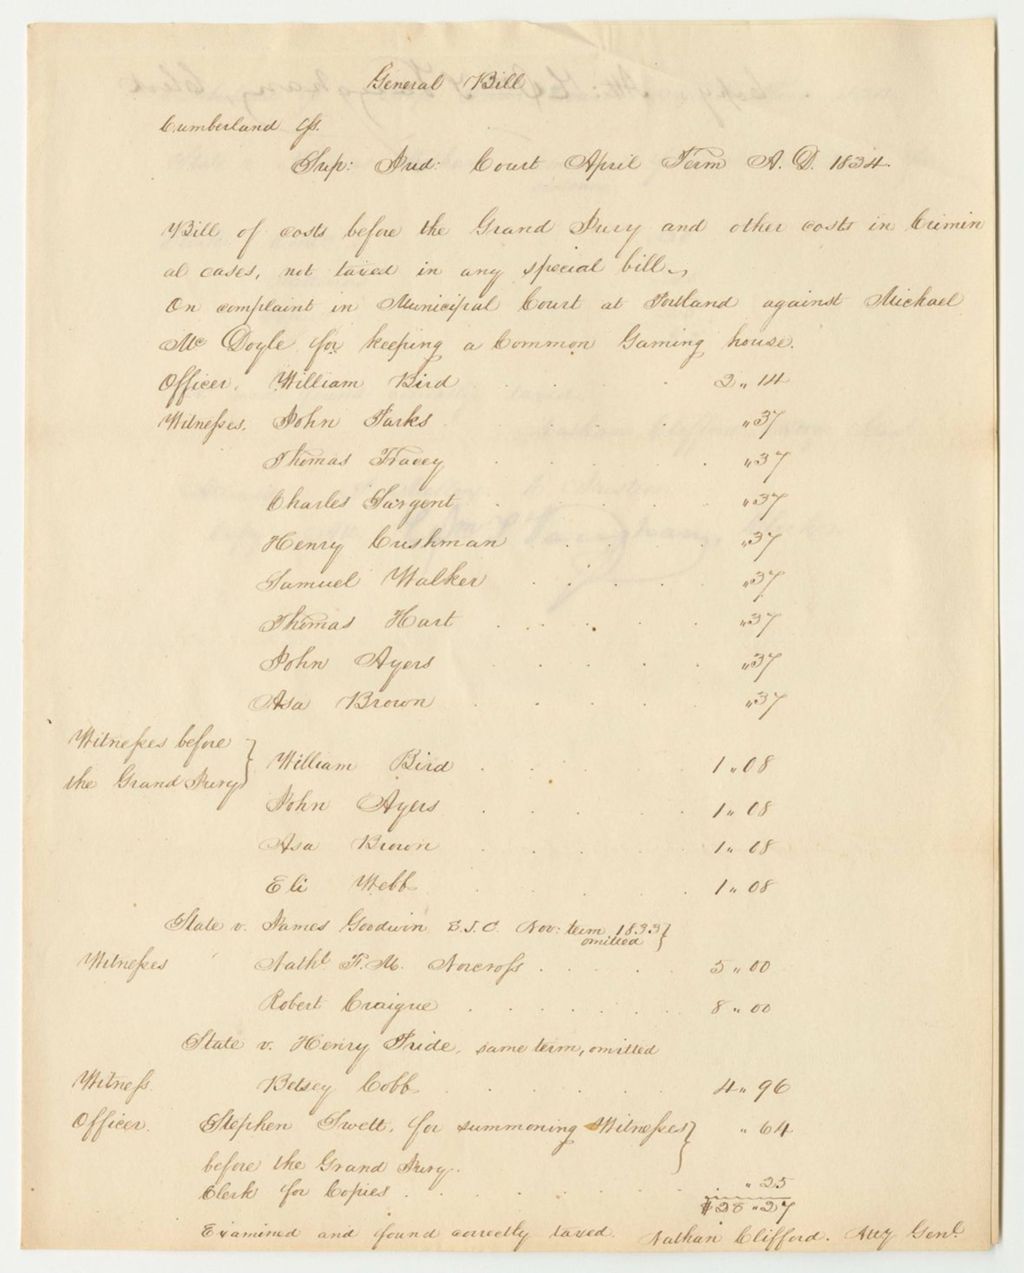 General Bill
Cumberland ss.
Sup: Jud: Court April Term A. D. 1834.
Bill of costs before the Grand Jury and other costs in Crimin
al cases, not taxed in any special bill.
On complaint in Municipal Court at Portland against Michael
Mc Doyle for keeping a Common Gaming house.
Officer. William Bird 2 " 14
Witnesses. John Parks " 37
Thomas Tracey " 37
Charles Sargent " 37
Henry Cushman " 37
Samuel Walker " 37
Thomas Hart " 37
John Ayers " 37
Asa Brown " 37
Witnesses before
the Grand Jury } William Bird 1 " 08
John Ayers 1 " 08
Asa Brown 1 " 08
Eli Webb 1 " 08
State v. James Goodwin S.J.C. Nov: term 1833 }
omitted
Witnesses Nathl. F. M. Norcross 5 " 00
Robert Craigue 8 " 00
State v. Henry Pride, same term, omitted
Witness. Betsey Cobb 4 " 96
Officer. Stephen Swett, for summoning Witnesses } " 64
before the Grand Jury.
Clerk for Copies " 25
$28 " 27
Examined and found correctly taxed. Nathan Clifford. Atty Genl.